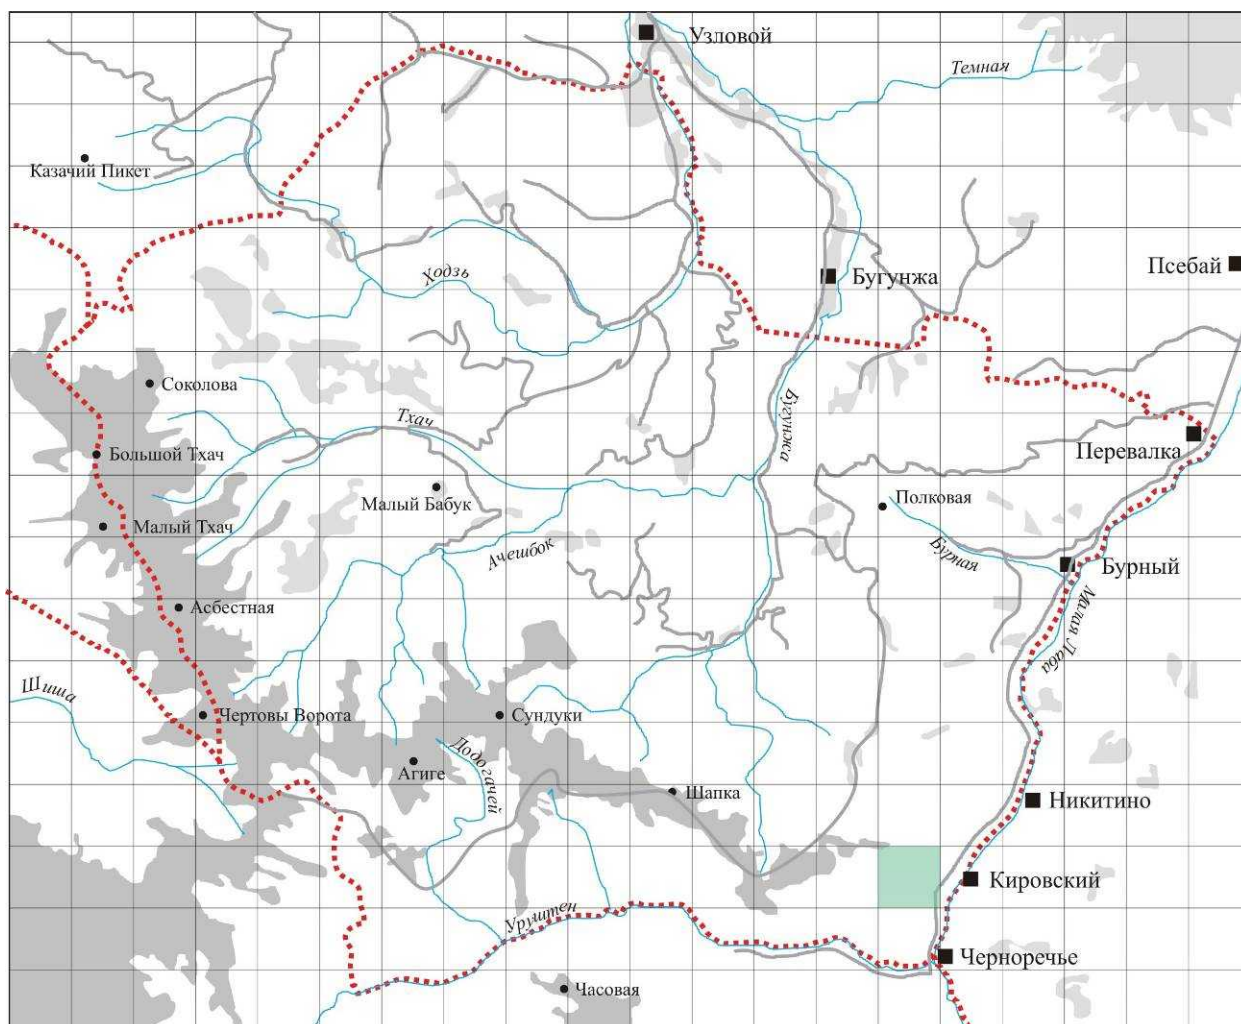 Узловой
Темная
Казачий Пикет
Псебай
Ходзь
Бугунжа
Соколова
Бугунжа
Тхач
Перевалка
Большой Тхач
Малый Бабук
Полковая
Малый Тхач
Ачешбок
Бурная
Бурный
Асбестная
Малая Лаба
Шиша
Чертовы Ворота
Сундуки
Додогачей
Агиге
Шапка
Никитино
Кировский
Уруштен
Черноречье
Часовая